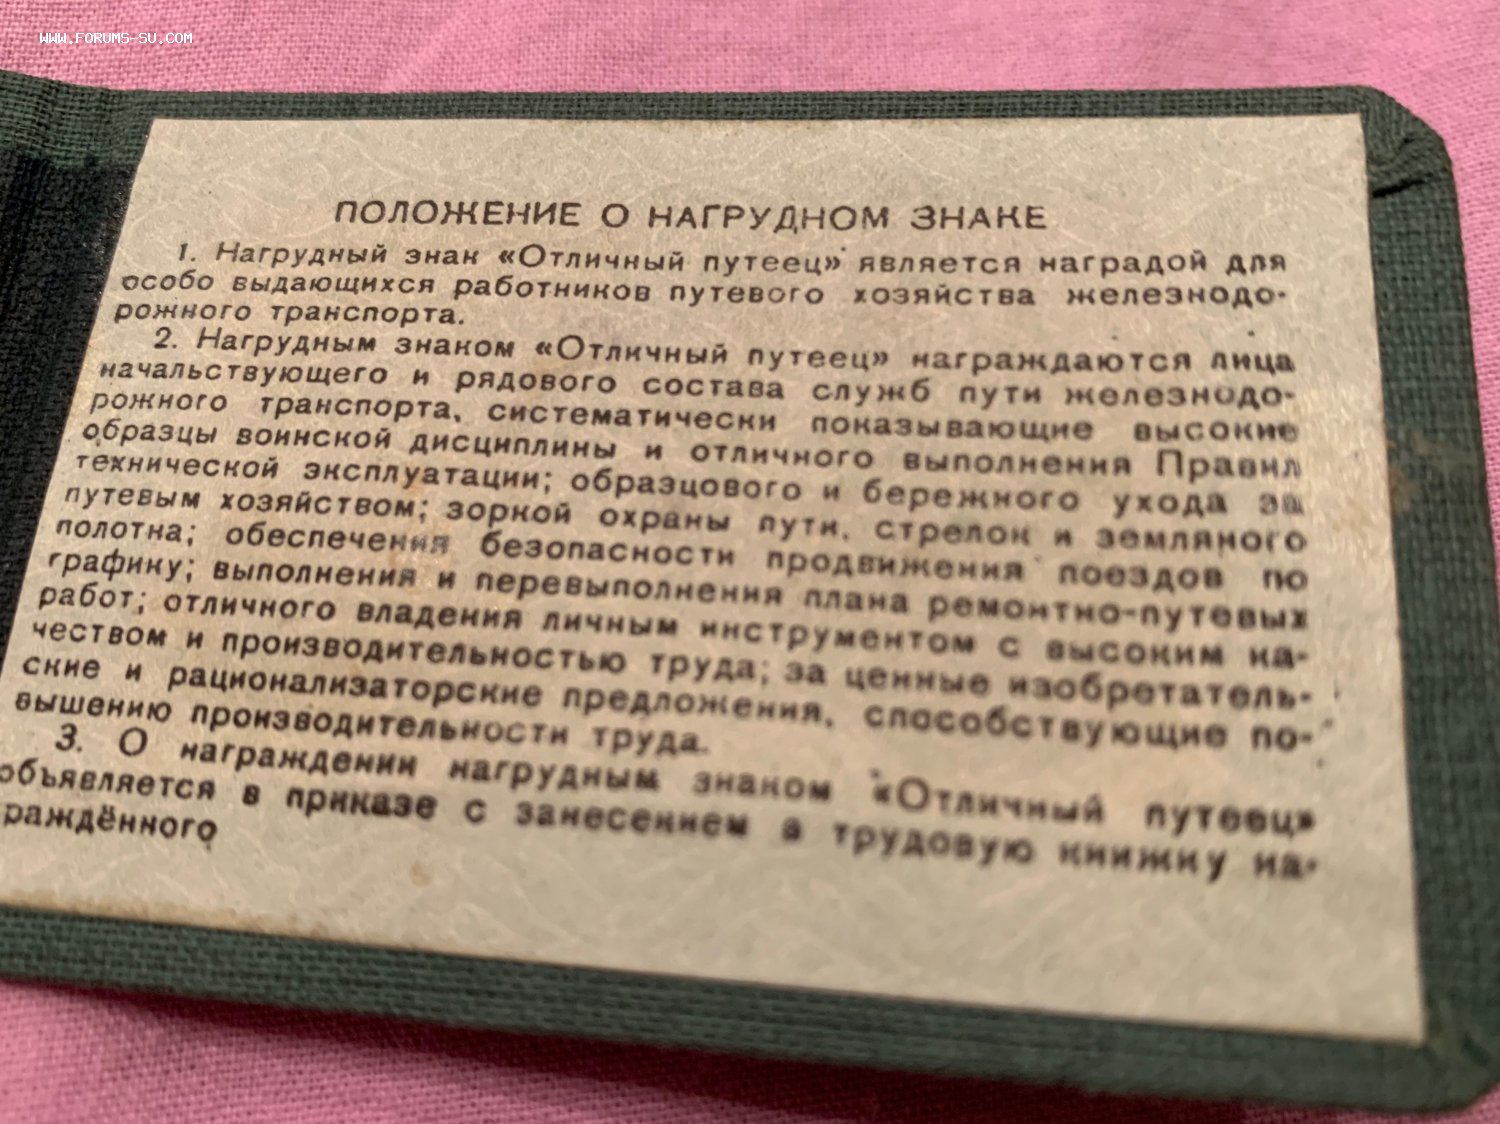 WWW.FORUMS-SU.COM
ПОЛОЖЕНИЕ О НАГРУДНОМ ЗНАКЕ
1. Нагрудный знак «Отличный путеец» является наградой для
особо выдающихся работников путевого хозяйства железнодо-
рожного транспорта.
2. Нагрудным знаком «Отличный путеец» награждаются лица
начальствующего и рядового состава служб пути железнодо-
рожного транспорта, систематически показывающие высокие
образцы воинской дисциплины и отличного выполнения Правил
технической эксплуатации; образцового и бережного ухода за
путевым хозяйством; зоркой охраны пути, стрелок и земляного
полотна; обеспечения безопасности продвижения поездов по
графику; выполнения и перевыполнения плана ремонтно-путевых
работ; отличного владения личным инструментом с высоким ка-
чеством и производительностью труда; за ценные изобретатель-
ские и рационализаторские предложения, способствующие по-
вышению производительности труда.
3. О награждении нагрудным знаком «Отличный путеец»
объявляется в приказе с занесением в трудовую книжку на-
раждённого